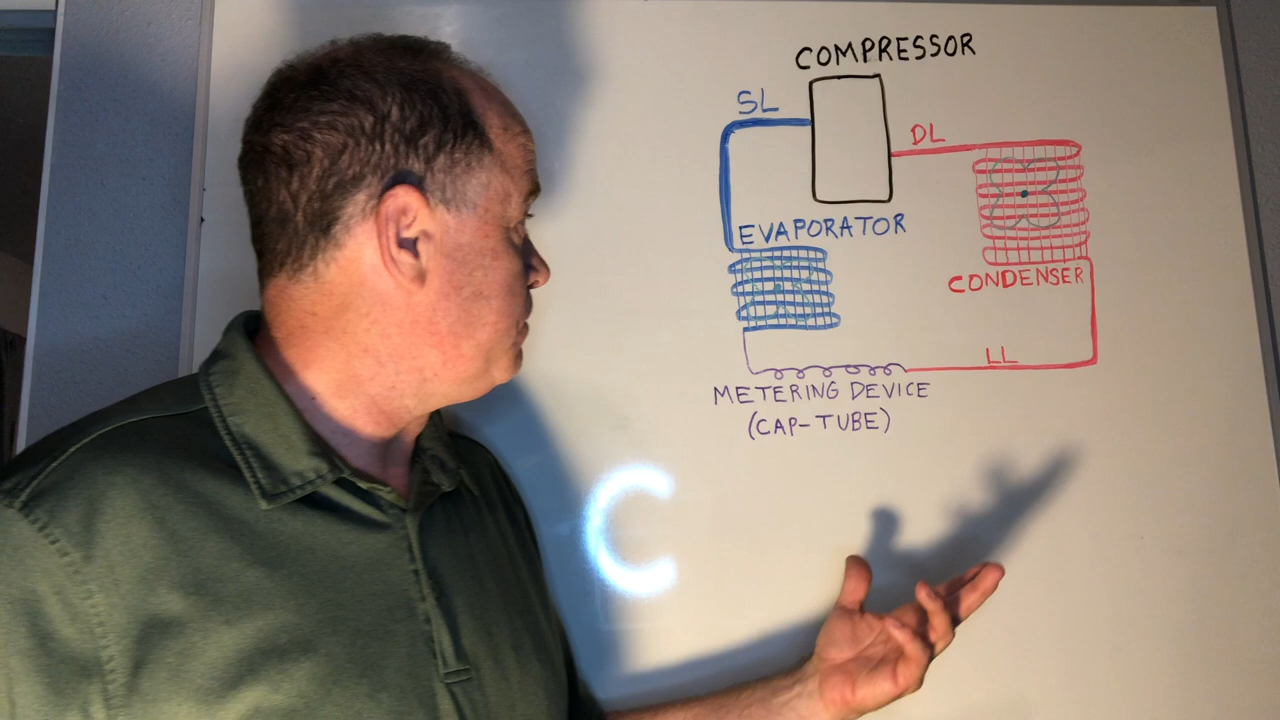 COMPRESSOR
SL
DL
EVAPORATOR
CONDENSER
LL
METERING DEVICE
(CAP-TUBE)